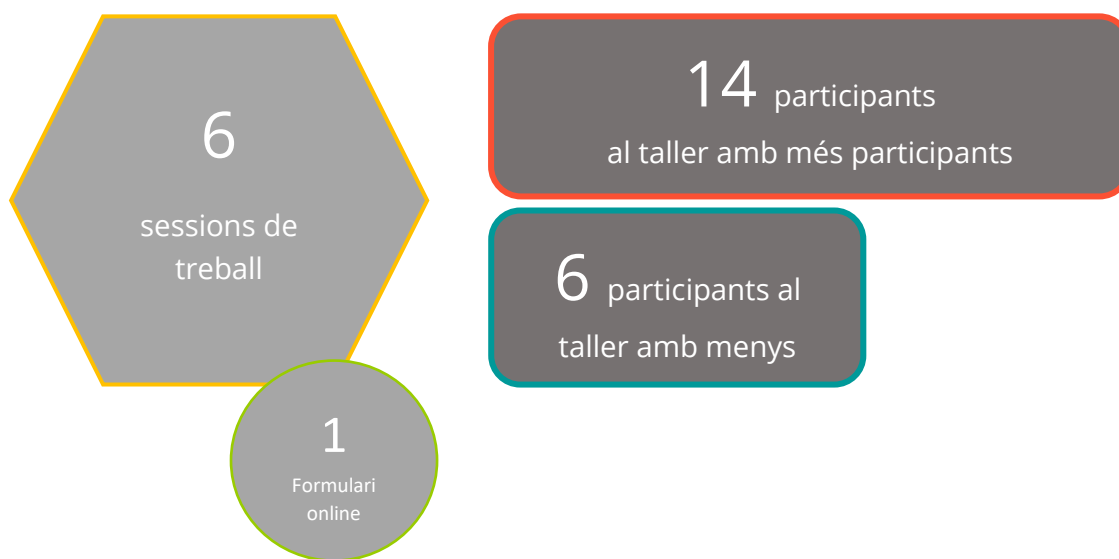 6
sessions de
treball
14 participants
al taller amb més participants
6 participants al
taller amb menys
1
Formulari
online